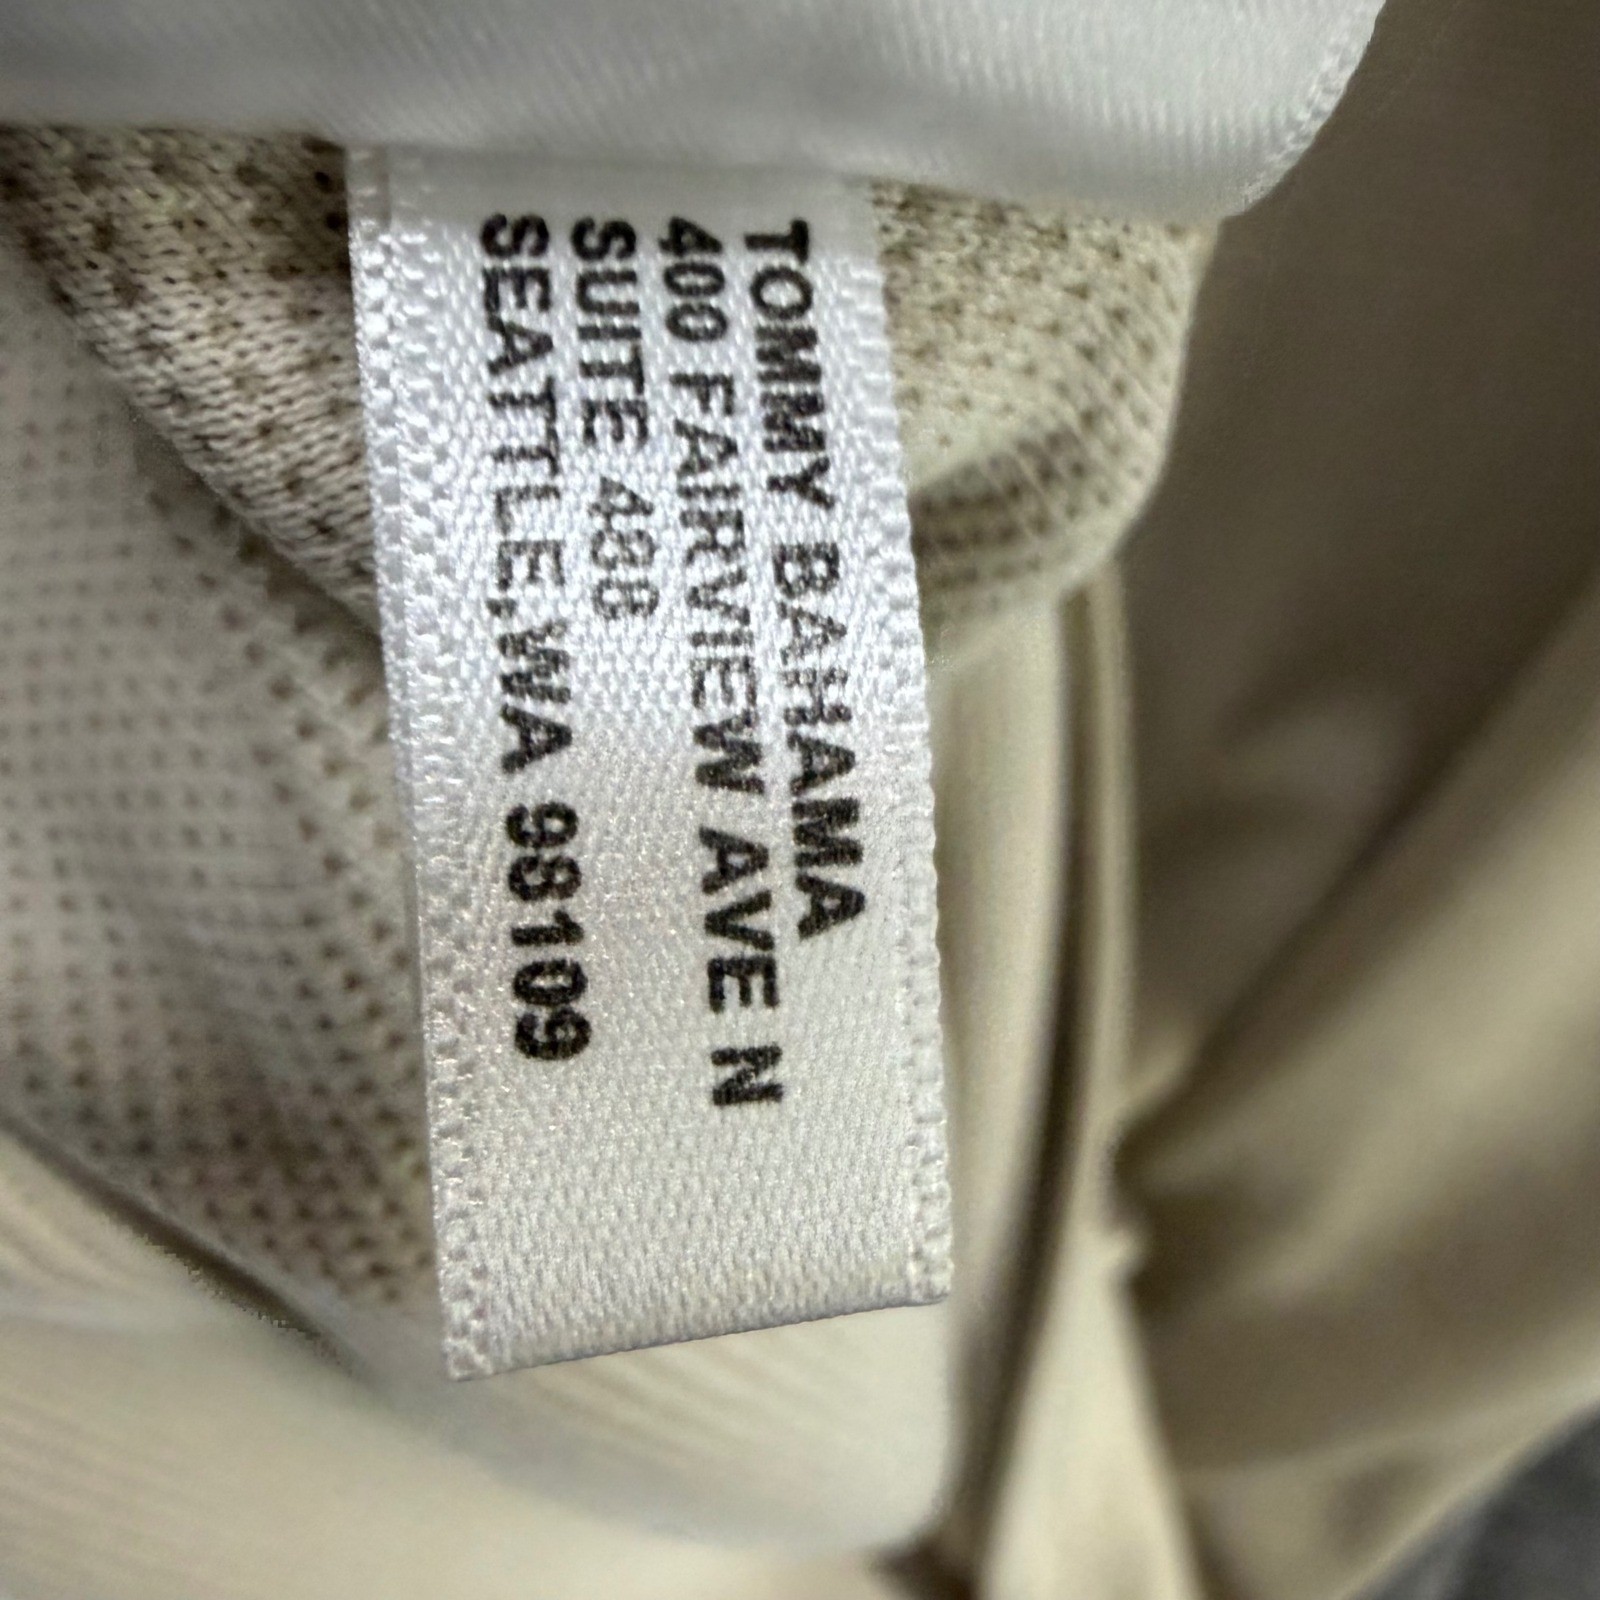 TOMMY BAHAMA
400 FAIRVIEW AVE N
SUITE 488
SEATTLE, WA 98109